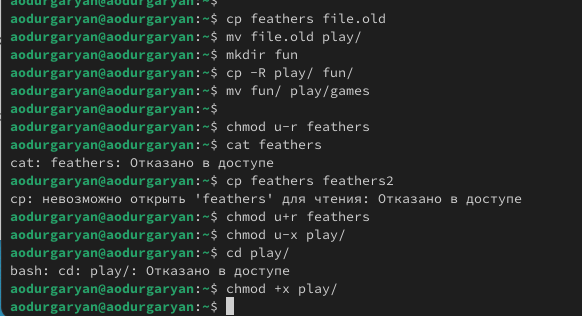 aodurgaryan@aodurgaryan:~$
aodurgaryan@aodurgaryan:~$ cp feathers file.old
aodurgaryan@aodurgaryan:~$ mv file.old play/
aodurgaryan@aodurgaryan:~$ mkdir fun
aodurgaryan@aodurgaryan:~$ cp -R play/ fun/
aodurgaryan@aodurgaryan:~$ mv fun/ play/games
aodurgaryan@aodurgaryan:~$
aodurgaryan@aodurgaryan:~$ chmod u-r feathers
aodurgaryan@aodurgaryan:~$ cat feathers
cat: feathers: Отказано в доступе
aodurgaryan@aodurgaryan:~$ cp feathers feathers2
cp: невозможно открыть 'feathers' для чтения: Отказано в доступе
aodurgaryan@aodurgaryan:~$ chmod u+r feathers
aodurgaryan@aodurgaryan:~$ chmod u-x play/
aodurgaryan@aodurgaryan:~$ cd play/
bash: cd: play/: Отказано в доступе
aodurgaryan@aodurgaryan:~$ chmod +x play/
aodurgaryan@aodurgaryan:~$